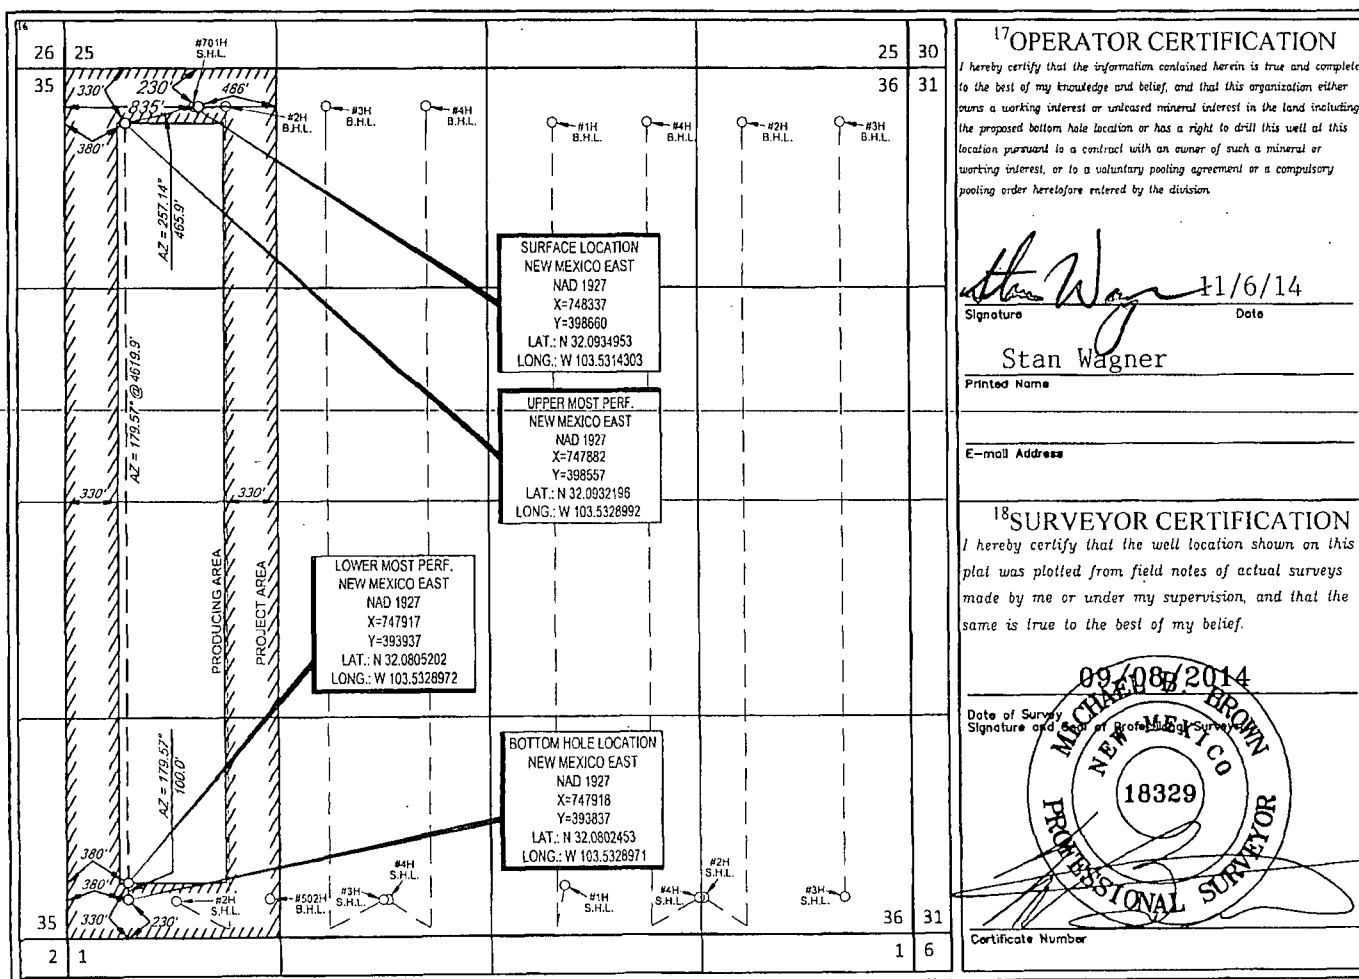 16
26 25
25 30
35
36 31
#701H
S.H.L.
330'
230'
486'
835'
380'
#2H
B.H.L.
#3H
B.H.L.
#4H
B.H.L.
#1H
B.H.L.
#4H
B.H.L.
#2H
B.H.L.
#3H
B.H.L.
AZ = 257.14°
465.9'
AZ = 179.57° @ 4619.9'
SURFACE LOCATION
NEW MEXICO EAST
NAD 1927
X=748337
Y=398660
LAT.: N 32.0934953
LONG.: W 103.5314303
UPPER MOST PERF.
NEW MEXICO EAST
NAD 1927
X=747882
Y=398557
LAT.: N 32.0932196
LONG.: W 103.5328992
330'
330'
PRODUCING AREA
PROJECT AREA
LOWER MOST PERF.
NEW MEXICO EAST
NAD 1927
X=747917
Y=393937
LAT.: N 32.0805202
LONG.: W 103.5328972
AZ = 179.57°
100.0'
BOTTOM HOLE LOCATION
NEW MEXICO EAST
NAD 1927
X=747918
Y=393837
LAT.: N 32.0802453
LONG.: W 103.5328971
380'
380'
330'
230'
#2H
S.H.L.
#502H
B.H.L.
#3H
S.H.L.
#4H
S.H.L.
#1H
S.H.L.
#4H
S.H.L.
#2H
S.H.L.
#3H
S.H.L.
35
36 31
2 1
1 6
17OPERATOR CERTIFICATION
I hereby certify that the information contained herein is true and complete
to the best of my knowledge and belief, and that this organization either
owns a working interest or unleased mineral interest in the land including
the proposed bottom hole location or has a right to drill this well at this
location pursuant to a contract with an owner of such a mineral or
working interest, or to a voluntary pooling agreement or a compulsory
pooling order heretofore entered by the division.
Stan Wagner 11/6/14
Signature Date
Stan Wagner
Printed Name
E-mail Address
18SURVEYOR CERTIFICATION
I hereby certify that the well location shown on this
plat was plotted from field notes of actual surveys
made by me or under my supervision, and that the
same is true to the best of my belief.
09/08/2014
Date of Survey
Signature and Seal of Professional Surveyor
MICHAEL B. BROWN
NEW MEXICO
18329
PROFESSIONAL SURVEYOR
Certificate Number